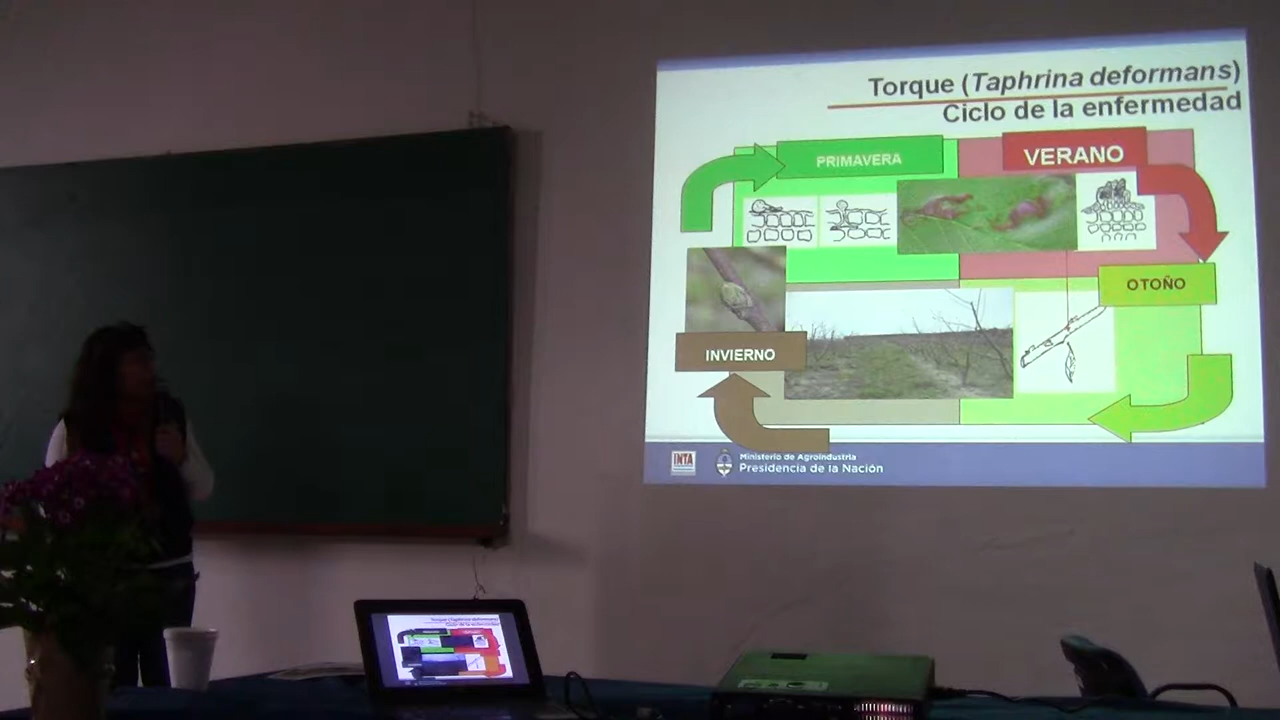 Torque (Taphrina deformans)
Ciclo de la enfermedad
PRIMAVERA
VERANO
OTOÑO
INVIERNO
INTA
Ministerio de Agroindustria
Presidencia de la Nación